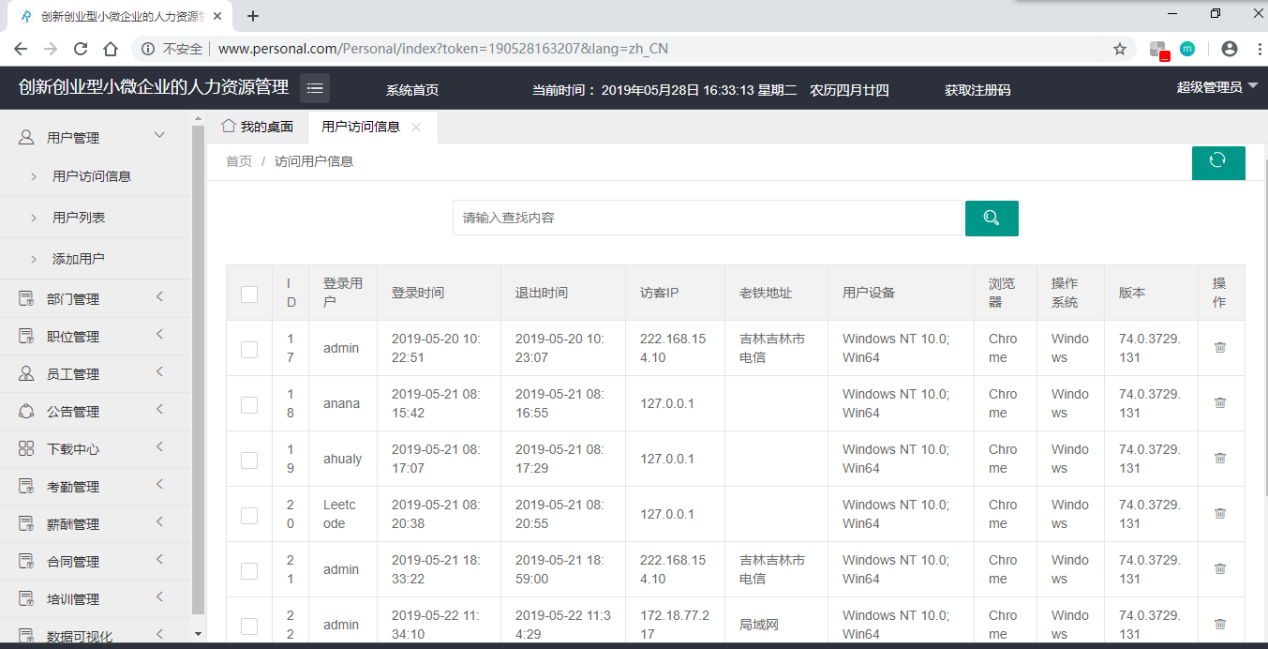 创新创业型小微企业的人力资源
不安全 www.personal.com/Personal/index?token=190528163207&lang=zh_CN
m
创新创业型小微企业的人力资源管理 系统首页 当前时间： 2019年05月28日 16:33:13 星期二 农历四月廿四 获取注册码 超级管理员
用户管理
用户访问信息
用户列表
添加用户
部门管理
职位管理
员工管理
公告管理
下载中心
考勤管理
薪酬管理
合同管理
培训管理
数据可视化
我的桌面 用户访问信息
首页 / 访问用户信息
请输入查找内容
ID 登录用户 登录时间 退出时间 访客IP 老铁地址 用户设备 浏览器 操作系统 版本 操作
17 admin 2019-05-20 10:22:51 2019-05-20 10:23:07 222.168.154.10 吉林吉林市电信 Windows NT 10.0; Win64 Chrome Windows 74.0.3729.131
18 anana 2019-05-21 08:15:42 2019-05-21 08:16:55 127.0.0.1 Windows NT 10.0; Win64 Chrome Windows 74.0.3729.131
19 ahualy 2019-05-21 08:17:07 2019-05-21 08:17:29 127.0.0.1 Windows NT 10.0; Win64 Chrome Windows 74.0.3729.131
20 Leetcode 2019-05-21 08:20:38 2019-05-21 08:20:55 127.0.0.1 Windows NT 10.0; Win64 Chrome Windows 74.0.3729.131
21 admin 2019-05-21 18:33:22 2019-05-21 18:59:00 222.168.154.10 吉林吉林市电信 Windows NT 10.0; Win64 Chrome Windows 74.0.3729.131
22 admin 2019-05-22 11:34:10 2019-05-22 11:34:29 172.18.77.217 局域网 Windows NT 10.0; Win64 Chrome Windows 74.0.3729.131